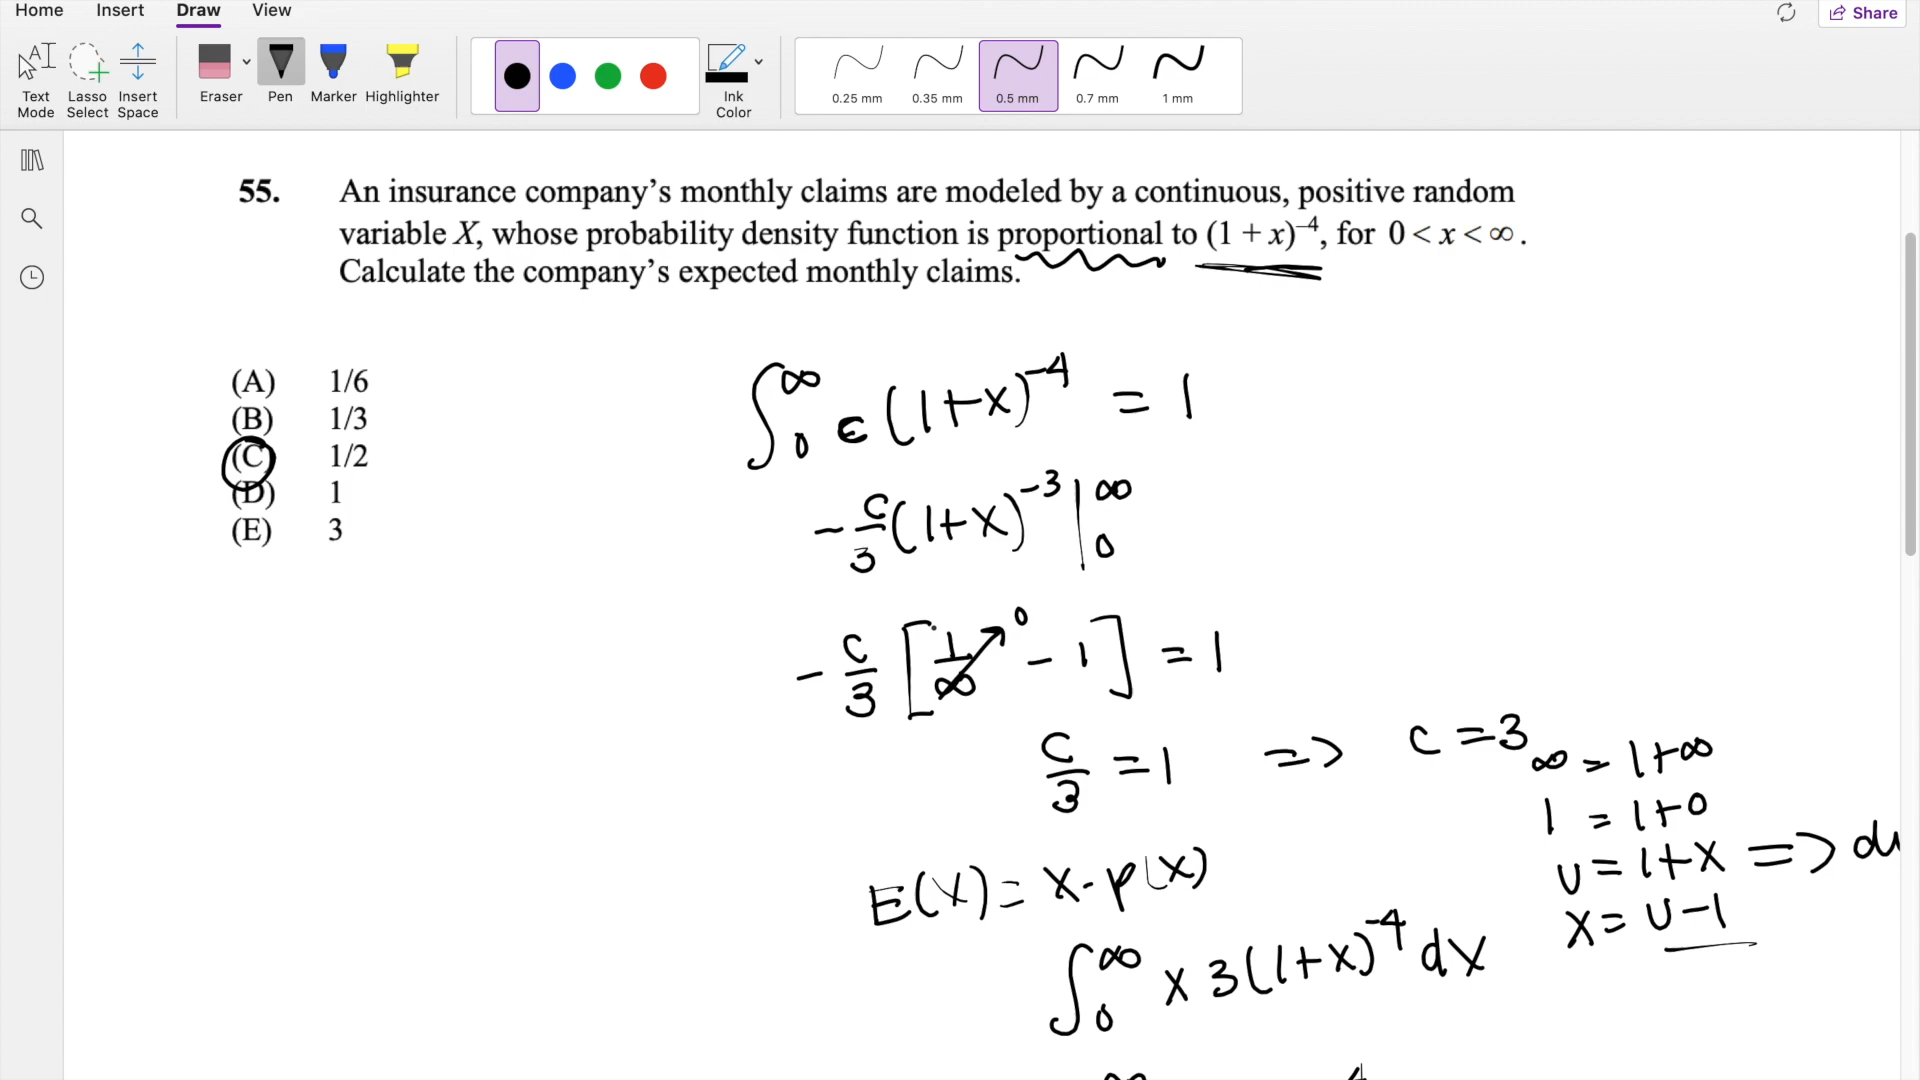 Home Insert Draw View
Share
Text Mode
Lasso Select
Insert Space
Eraser
Pen
Marker
Highlighter
Ink Color
0.25 mm
0.35 mm
0.5 mm
0.7 mm
1 mm
55. An insurance company’s monthly claims are modeled by a continuous, positive random
variable X, whose probability density function is proportional to (1 + x)⁻⁴, for 0 < x < ∞ .
Calculate the company’s expected monthly claims.
(A) 1/6
(B) 1/3
(C) 1/2
(D) 1
(E) 3
∫₀^∞ c (1+x)⁻⁴ = 1
- c/3 (1+x)⁻³ |₀^∞
- c/3 [ 1/∞ → 0 - 1 ] = 1
c/3 = 1 => c = 3
∞ = 1+∞
1 = 1+0
u = 1+x => du
x = u-1
E(X) = x · p(x)
∫₀^∞ x 3(1+x)⁻⁴ dx